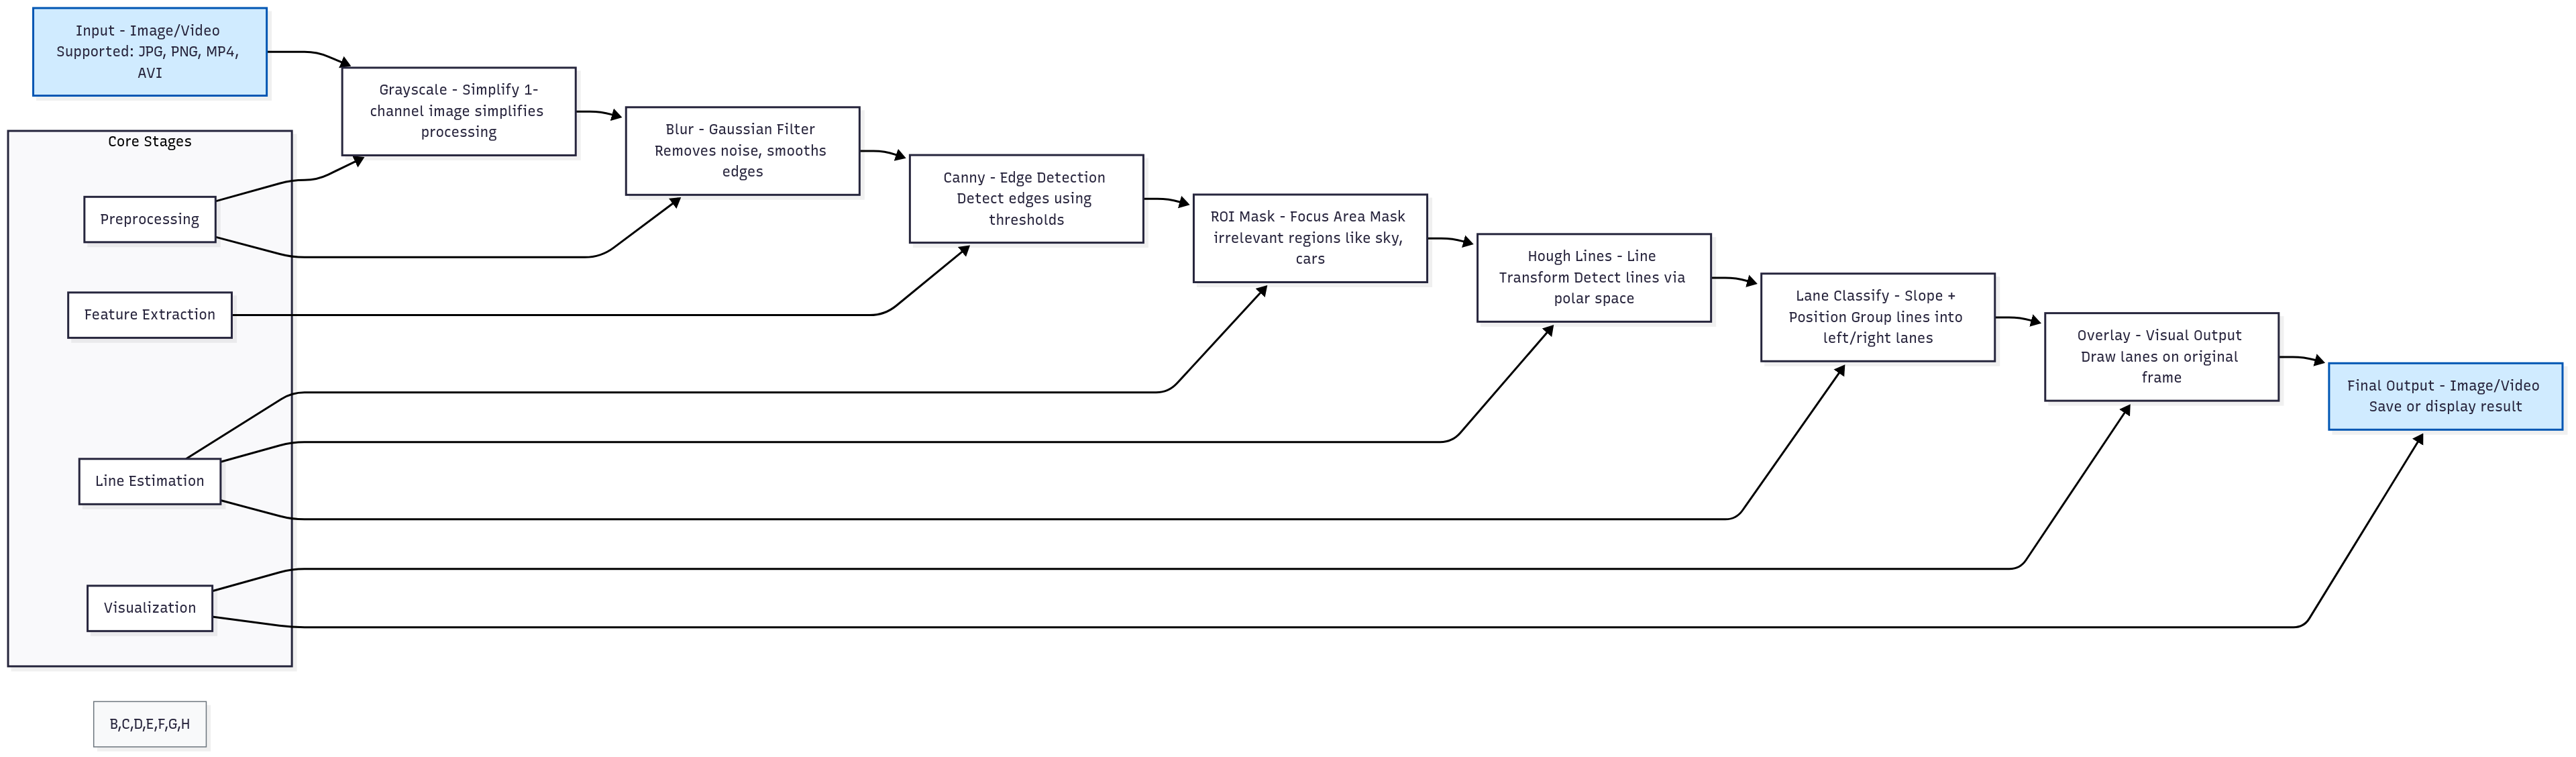 Input - Image/Video
Supported: JPG, PNG, MP4,
AVI
Grayscale - Simplify 1-
channel image simplifies
processing
Blur - Gaussian Filter
Removes noise, smooths
edges
Canny - Edge Detection
Detect edges using
thresholds
ROI Mask - Focus Area Mask
irrelevant regions like sky,
cars
Hough Lines - Line
Transform Detect lines via
polar space
Lane Classify - Slope +
Position Group lines into
left/right lanes
Overlay - Visual Output
Draw lanes on original
frame
Final Output - Image/Video
Save or display result
Core Stages
Preprocessing
Feature Extraction
Line Estimation
Visualization
B,C,D,E,F,G,H